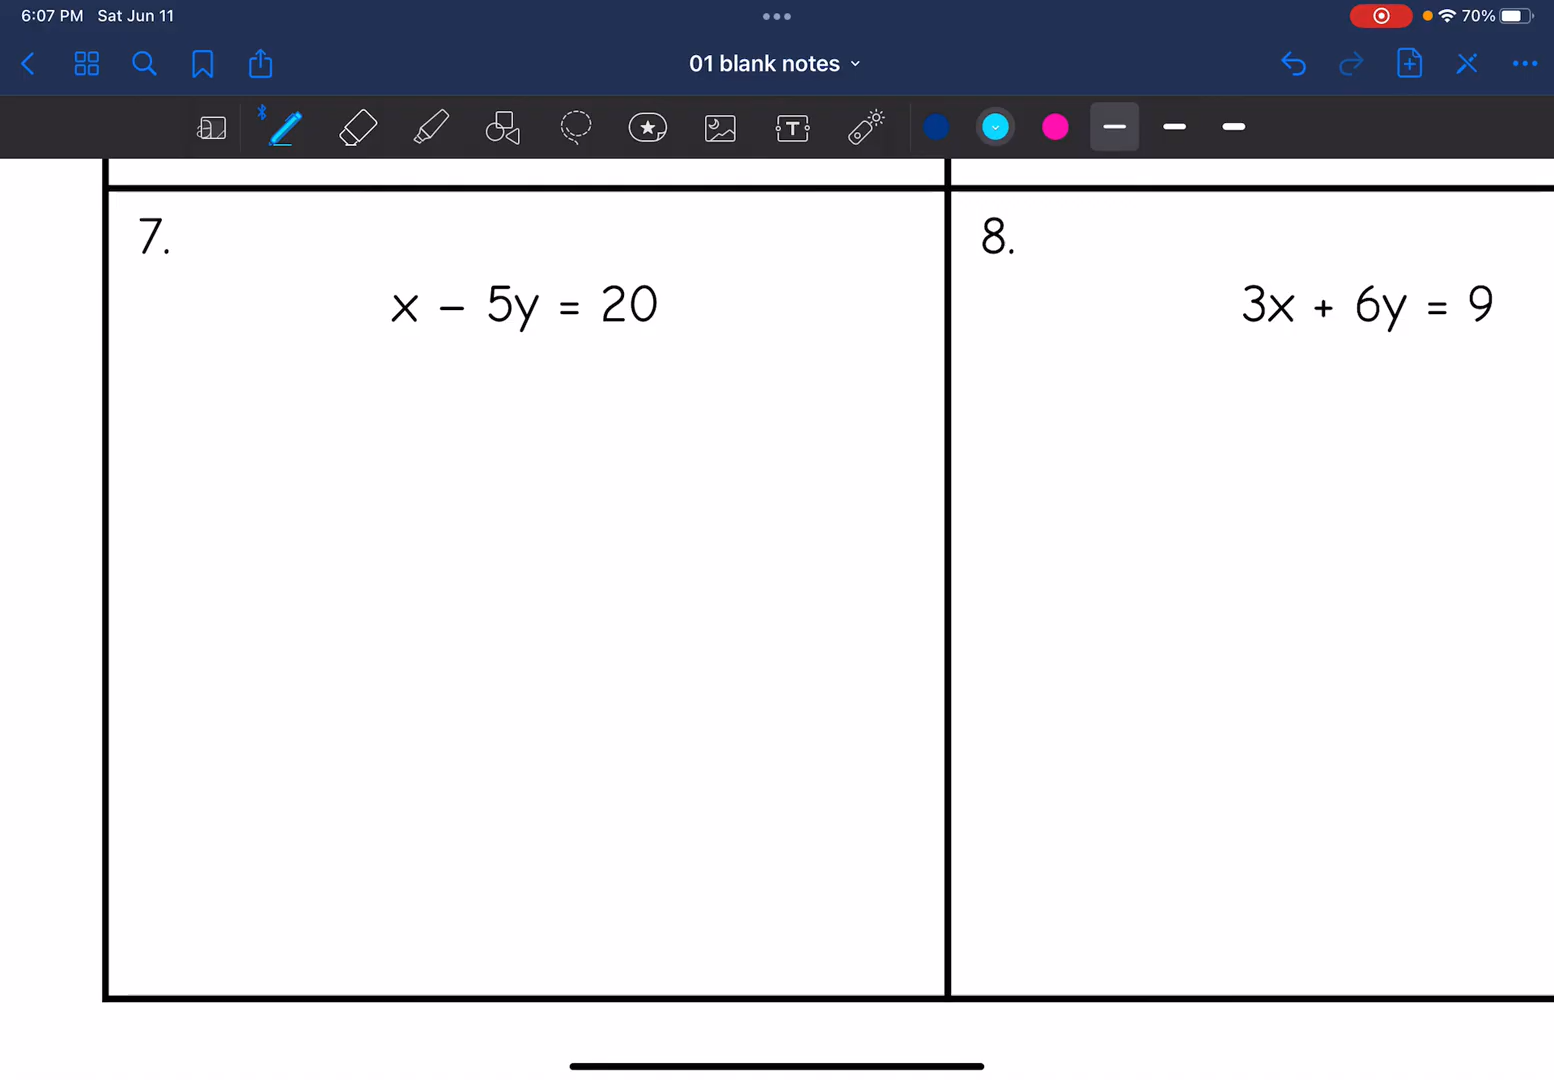 6:07 PM Sat Jun 11
70%
01 blank notes
T
7.
x – 5y = 20
8.
3x + 6y = 9